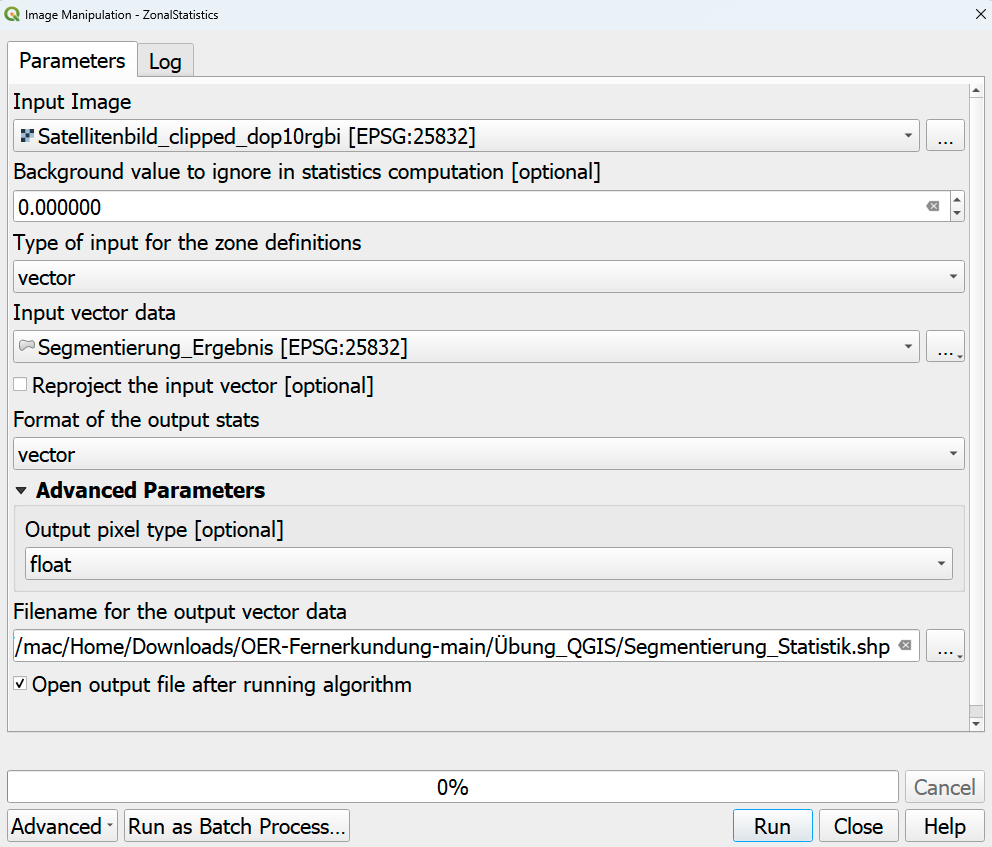 Image Manipulation - ZonalStatistics
Parameters
Log
Input Image
Satellitenbild_clipped_dop10rgbi [EPSG:25832]
...
Background value to ignore in statistics computation [optional]
0.000000
Type of input for the zone definitions
vector
Input vector data
Segmentierung_Ergebnis [EPSG:25832]
...
Reproject the input vector [optional]
Format of the output stats
vector
Advanced Parameters
Output pixel type [optional]
float
Filename for the output vector data
/mac/Home/Downloads/OER-Fernerkundung-main/Übung_QGIS/Segmentierung_Statistik.shp
...
Open output file after running algorithm
0%
Cancel
Advanced
Run as Batch Process...
Run
Close
Help